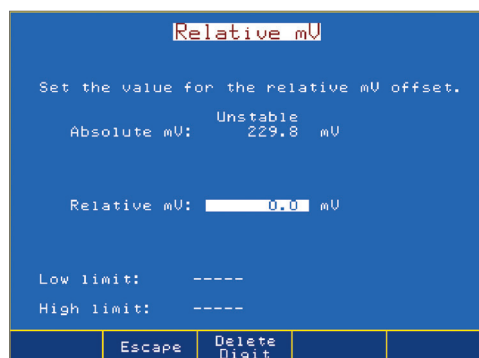 Relative mV
Set the value for the relative mV offset.
Unstable
Absolute mV: 229.8 mV
Relative mV: 0.0 mV
Low limit: -----
High limit: -----
Escape Delete
Digit